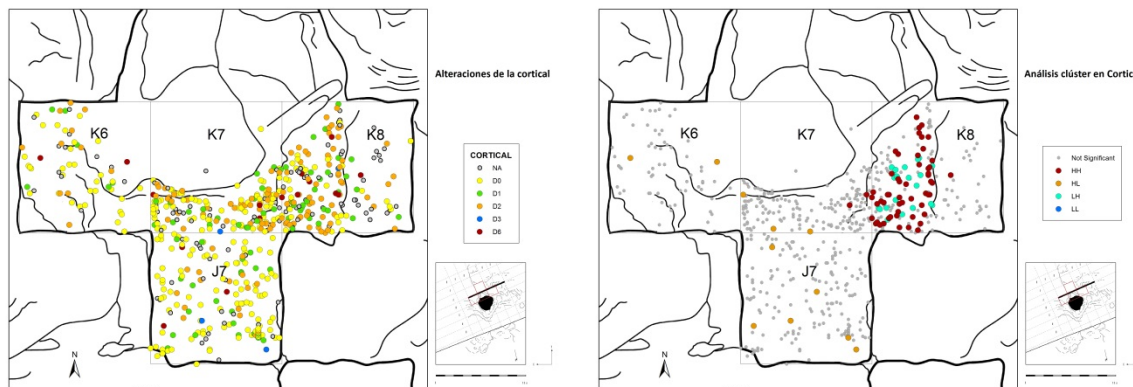 Alteraciones de la cortical
K6
K7
K8
J7
CORTICAL
NA
D0
D1
D2
D3
D6
N
Análisis clúster en Cortic
K6
K7
K8
J7
Not Significant
HH
HL
LH
LL
N